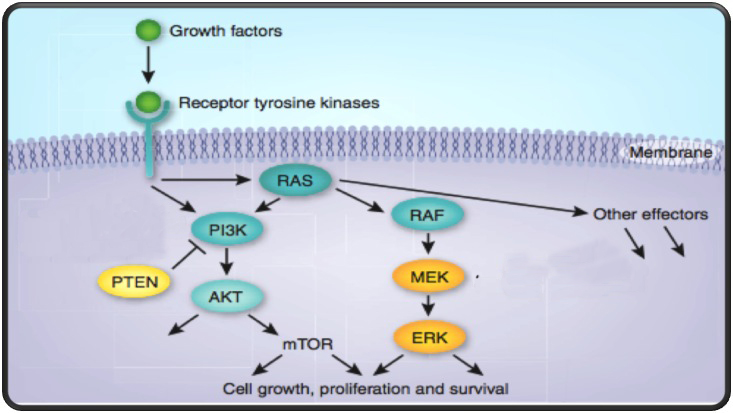 Growth factors
Receptor tyrosine kinases
Membrane
RAS
RAF
Other effectors
PI3K
PTEN
MEK
AKT
ERK
mTOR
Cell growth, proliferation and survival